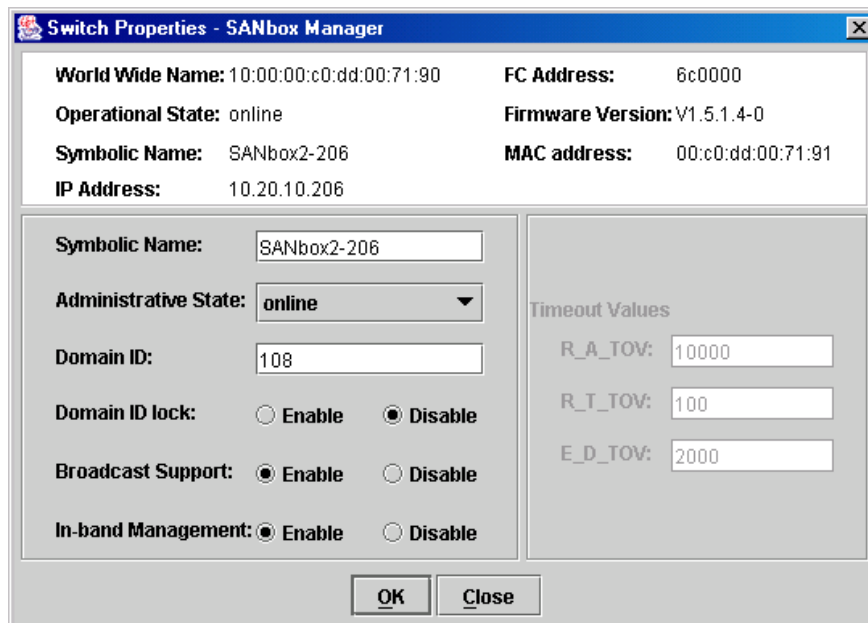 Switch Properties - SANbox Manager
World Wide Name: 10:00:00:c0:dd:00:71:90 FC Address: 6c0000
Operational State: online Firmware Version: V1.5.1.4-0
Symbolic Name: SANbox2-206 MAC address: 00:c0:dd:00:71:91
IP Address: 10.20.10.206
Symbolic Name: SANbox2-206
Administrative State: online
Domain ID: 108
Domain ID lock: Enable Disable
Broadcast Support: Enable Disable
In-band Management: Enable Disable
Timeout Values
R_A_TOV: 10000
R_T_TOV: 100
E_D_TOV: 2000
OK Close